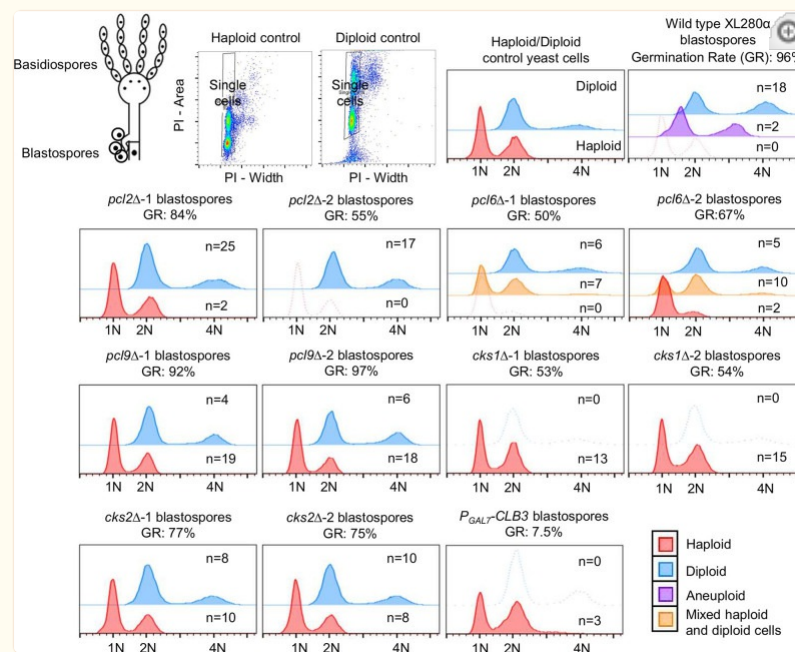 Basidiospores
Blastospores
Haploid control
Diploid control
PI - Area
Single
cells
Single
cells
PI - Width
PI - Width
Haploid/Diploid
control yeast cells
Diploid
Haploid
1N 2N 4N
Wild type XL280α
blastospores
Germination Rate (GR): 96%
n=18
n=2
n=0
1N 2N 4N
pcl2Δ-1 blastospores
GR: 84%
n=25
n=2
1N 2N 4N
pcl2Δ-2 blastospores
GR: 55%
n=17
n=0
1N 2N 4N
pcl6Δ-1 blastospores
GR: 50%
n=6
n=7
n=0
1N 2N 4N
pcl6Δ-2 blastospores
GR:67%
n=5
n=10
n=2
1N 2N 4N
pcl9Δ-1 blastospores
GR: 92%
n=4
n=19
1N 2N 4N
pcl9Δ-2 blastospores
GR: 97%
n=6
n=18
1N 2N 4N
cks1Δ-1 blastospores
GR: 53%
n=0
n=13
1N 2N 4N
cks1Δ-2 blastospores
GR: 54%
n=0
n=15
1N 2N 4N
cks2Δ-1 blastospores
GR: 77%
n=8
n=10
1N 2N 4N
cks2Δ-2 blastospores
GR: 75%
n=10
n=8
1N 2N 4N
P_GAL7-CLB3 blastospores
GR: 7.5%
n=0
n=3
1N 2N 4N
Haploid
Diploid
Aneuploid
Mixed haploid
and diploid cells